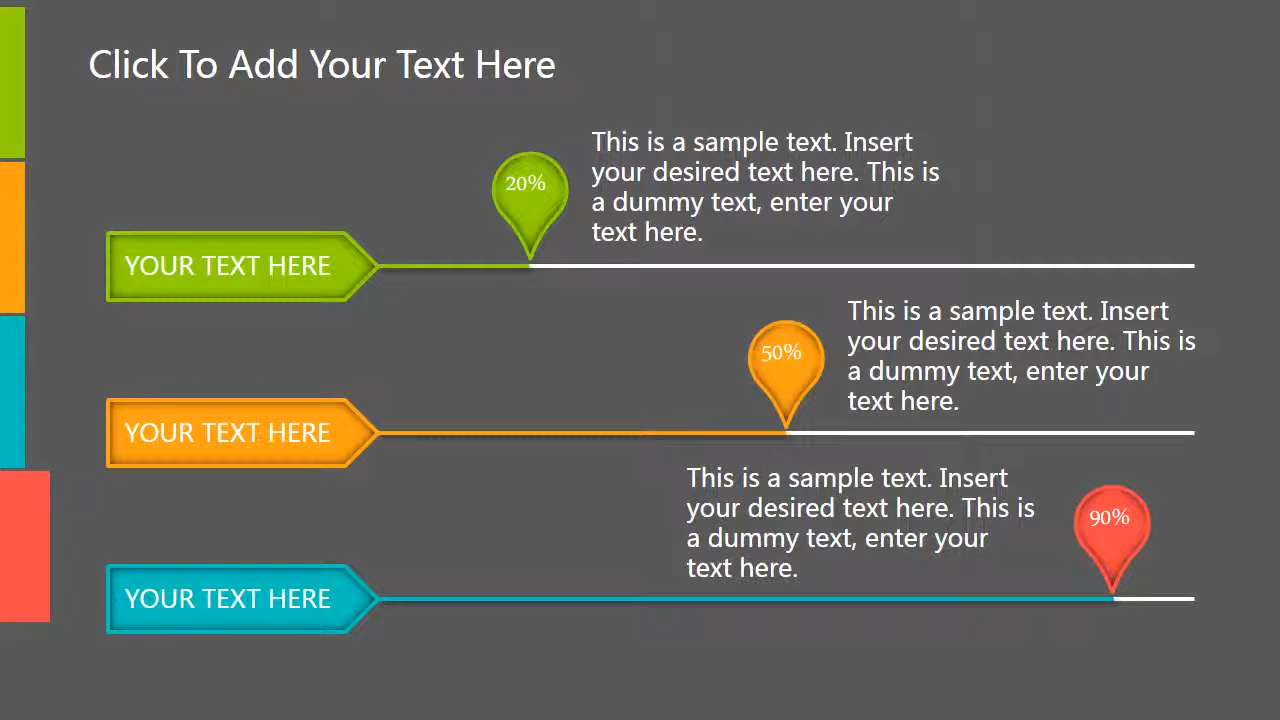 Click To Add Your Text Here
This is a sample text. Insert
your desired text here. This is
a dummy text, enter your
text here.
20%
YOUR TEXT HERE
This is a sample text. Insert
your desired text here. This is
a dummy text, enter your
text here.
50%
YOUR TEXT HERE
This is a sample text. Insert
your desired text here. This is
a dummy text, enter your
text here.
90%
YOUR TEXT HERE